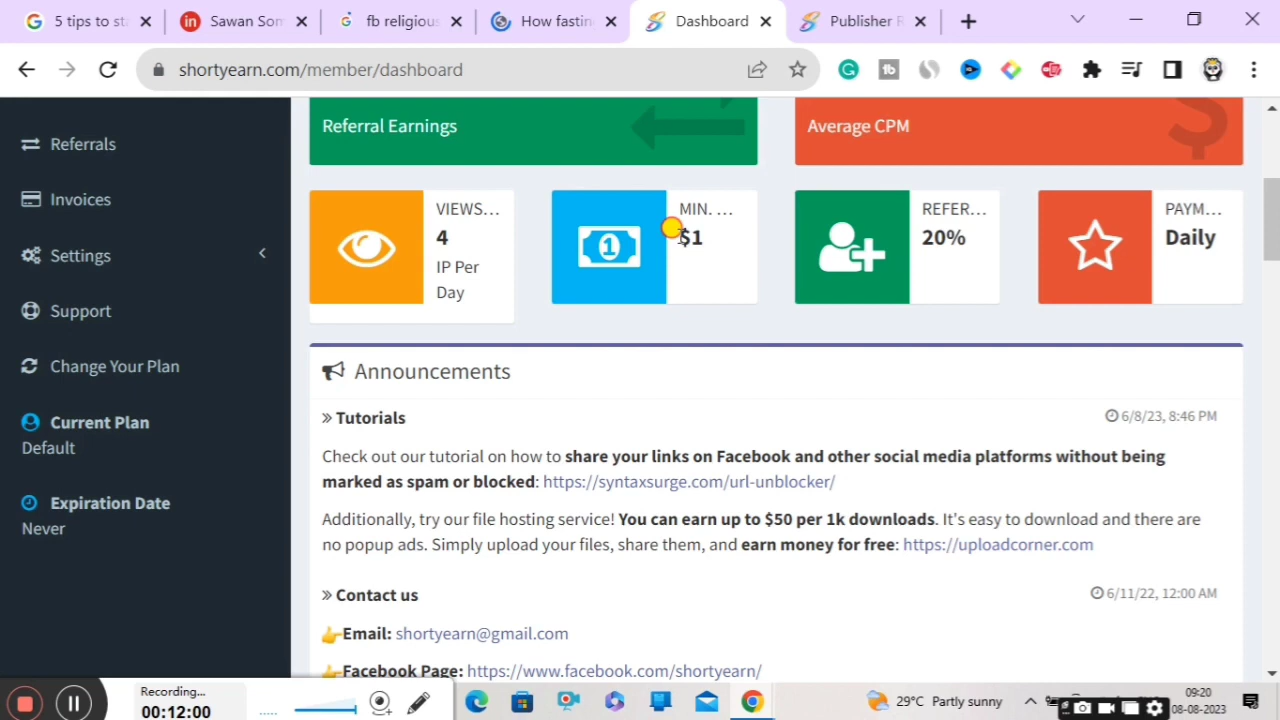 5 tips to sta
Sawan Som
fb religious
How fastin
Dashboard
Publisher R
shortyearn.com/member/dashboard
Referrals
Invoices
Settings
Support
Change Your Plan
Current Plan
Default
Expiration Date
Never
Referral Earnings
Average CPM
VIEWS...
4
IP Per
Day
MIN. ...
$1
REFER...
20%
PAYM...
Daily
Announcements
» Tutorials
6/8/23, 8:46 PM
Check out our tutorial on how to share your links on Facebook and other social media platforms without being
marked as spam or blocked: https://syntaxsurge.com/url-unblocker/
Additionally, try our file hosting service! You can earn up to $50 per 1k downloads. It's easy to download and there are
no popup ads. Simply upload your files, share them, and earn money for free: https://uploadcorner.com
» Contact us
6/11/22, 12:00 AM
👉Email: shortyearn@gmail.com
👉Facebook Page: https://www.facebook.com/shortyearn/
Recording...
00:12:00
29°C Partly sunny
09:20
08-08-2023